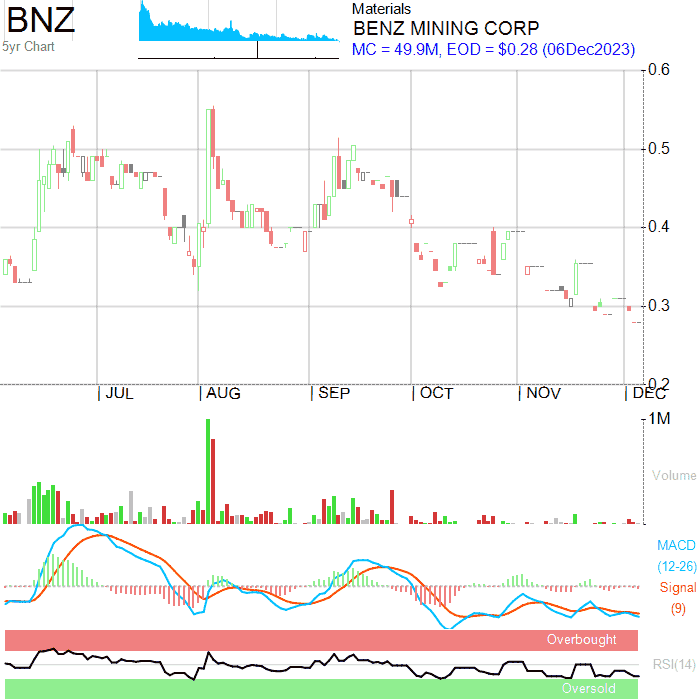 BNZ
5yr Chart
Materials
BENZ MINING CORP
MC = 49.9M, EOD = $0.28 (06Dec2023)
0.6
0.5
0.4
0.3
0.2
JUL AUG SEP OCT NOV DEC
1M
Volume
MACD
(12-26)
Signal
(9)
Overbought
RSI(14)
Oversold